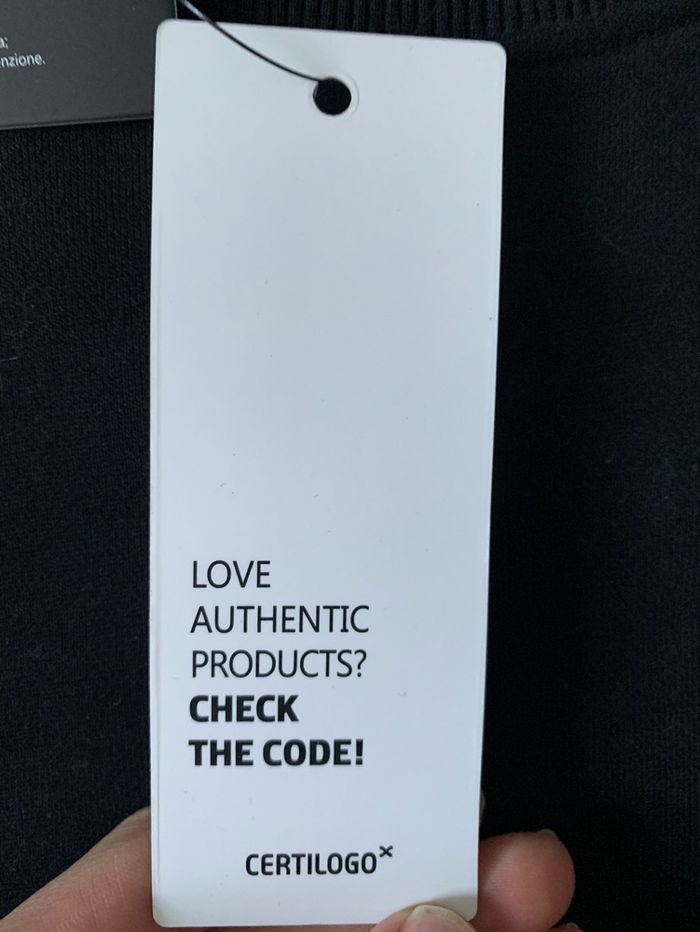 nzione.
LOVE
AUTHENTIC
PRODUCTS?
CHECK
THE CODE!
CERTILOGO